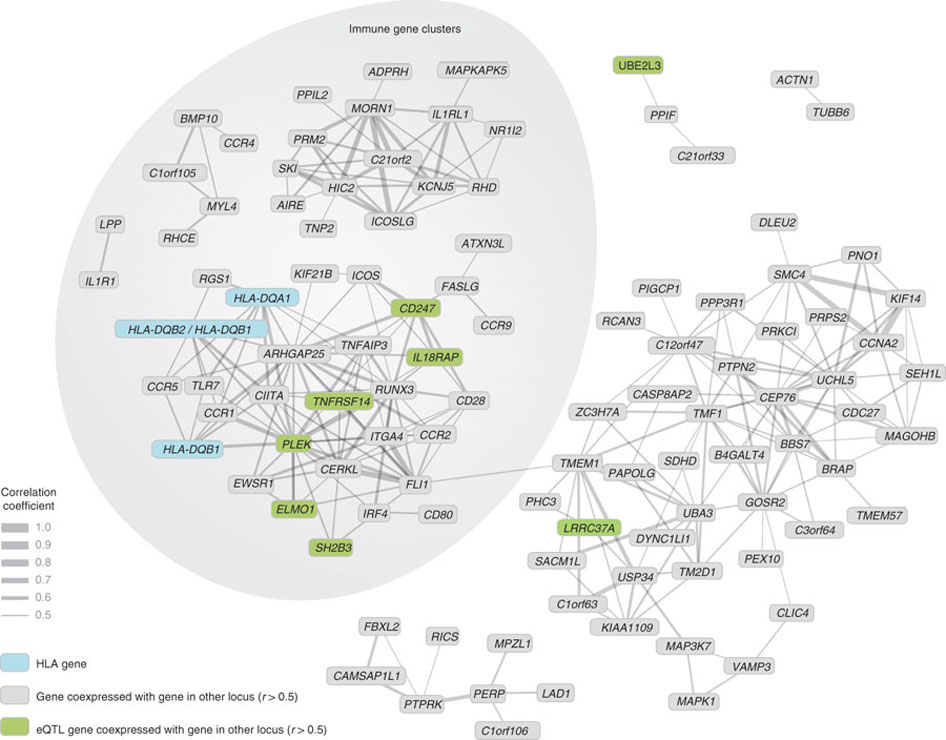 Immune gene clusters
UBE2L3
ADPRH
MAPKAPK5
ACTN1
PPIL2
MORN1
IL1RL1
PPIF
TUBB6
BMP10
NR1I2
CCR4
PRM2
C21orf2
C21orf33
SKI
C1orf105
HIC2
KCNJ5
RHD
AIRE
MYL4
ICOSLG
TNP2
LPP
RHCE
DLEU2
ATXN3L
PNO1
IL1R1
RGS1
KIF21B
ICOS
FASLG
SMC4
PIGCP1
HLA-DQA1
CD247
PPP3R1
KIF14
PRPS2
RCAN3
CCR9
HLA-DQB2 / HLA-DQB1
PRKCI
CCNA2
TNFAIP3
C12orf47
ARHGAP25
IL18RAP
PTPN2
SEH1L
UCHL5
CCR5
TLR7
RUNX3
CIITA
CASP8AP2
CEP76
TNFRSF14
CD28
CCR1
ZC3H7A
TMF1
CDC27
CCR2
ITGA4
MAGOHB
PLEK
BBS7
HLA-DQB1
B4GALT4
SDHD
TMEM1
CERKL
BRAP
PAPOLG
EWSR1
FLI1
Correlation
coefficient
PHC3
GOSR2
ELMO1
IRF4
CD80
UBA3
TMEM57
1.0
LRRC37A
C3orf64
DYNC1LI1
0.9
SH2B3
SACM1L
PEX10
0.8
USP34
TM2D1
0.7
0.6
C1orf63
CLIC4
0.5
FBXL2
RICS
KIAA1109
MPZL1
MAP3K7
HLA gene
CAMSAP1L1
VAMP3
PERP
LAD1
Gene coexpressed with gene in other locus (r > 0.5)
PTPRK
MAPK1
eQTL gene coexpressed with gene in other locus (r > 0.5)
C1orf106